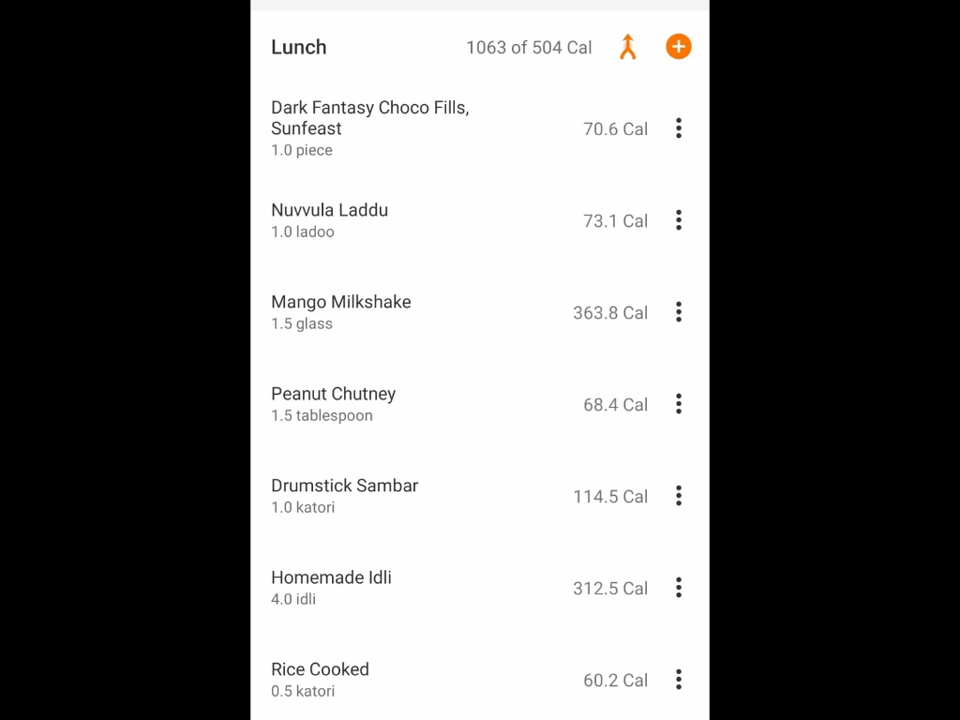 Lunch 1063 of 504 Cal
Dark Fantasy Choco Fills,
Sunfeast
70.6 Cal
1.0 piece
Nuvvula Laddu
73.1 Cal
1.0 ladoo
Mango Milkshake
363.8 Cal
1.5 glass
Peanut Chutney
68.4 Cal
1.5 tablespoon
Drumstick Sambar
114.5 Cal
1.0 katori
Homemade Idli
312.5 Cal
4.0 idli
Rice Cooked
60.2 Cal
0.5 katori